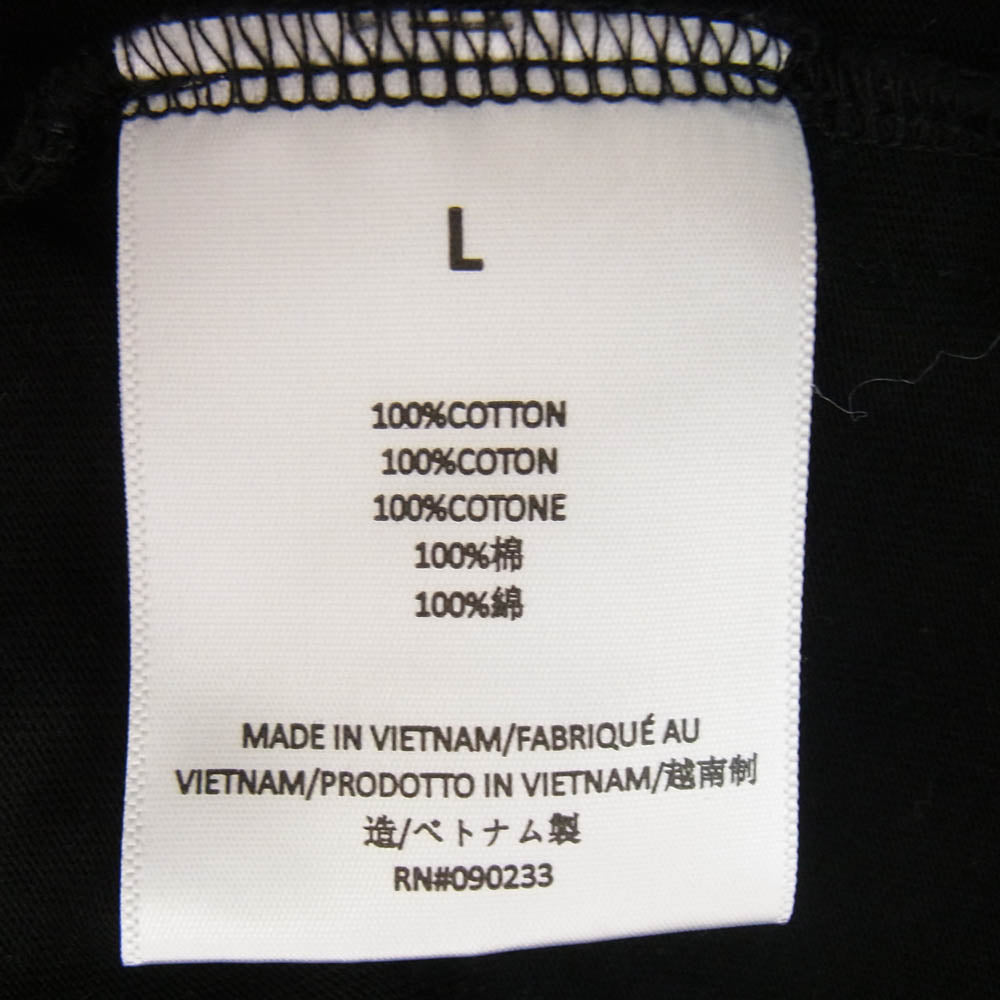 L
100%COTTON
100%COTON
100%COTONE
100%棉
100%綿
MADE IN VIETNAM/FABRIQUÉ AU
VIETNAM/PRODOTTO IN VIETNAM/越南制
造/ベトナム製
RN#090233